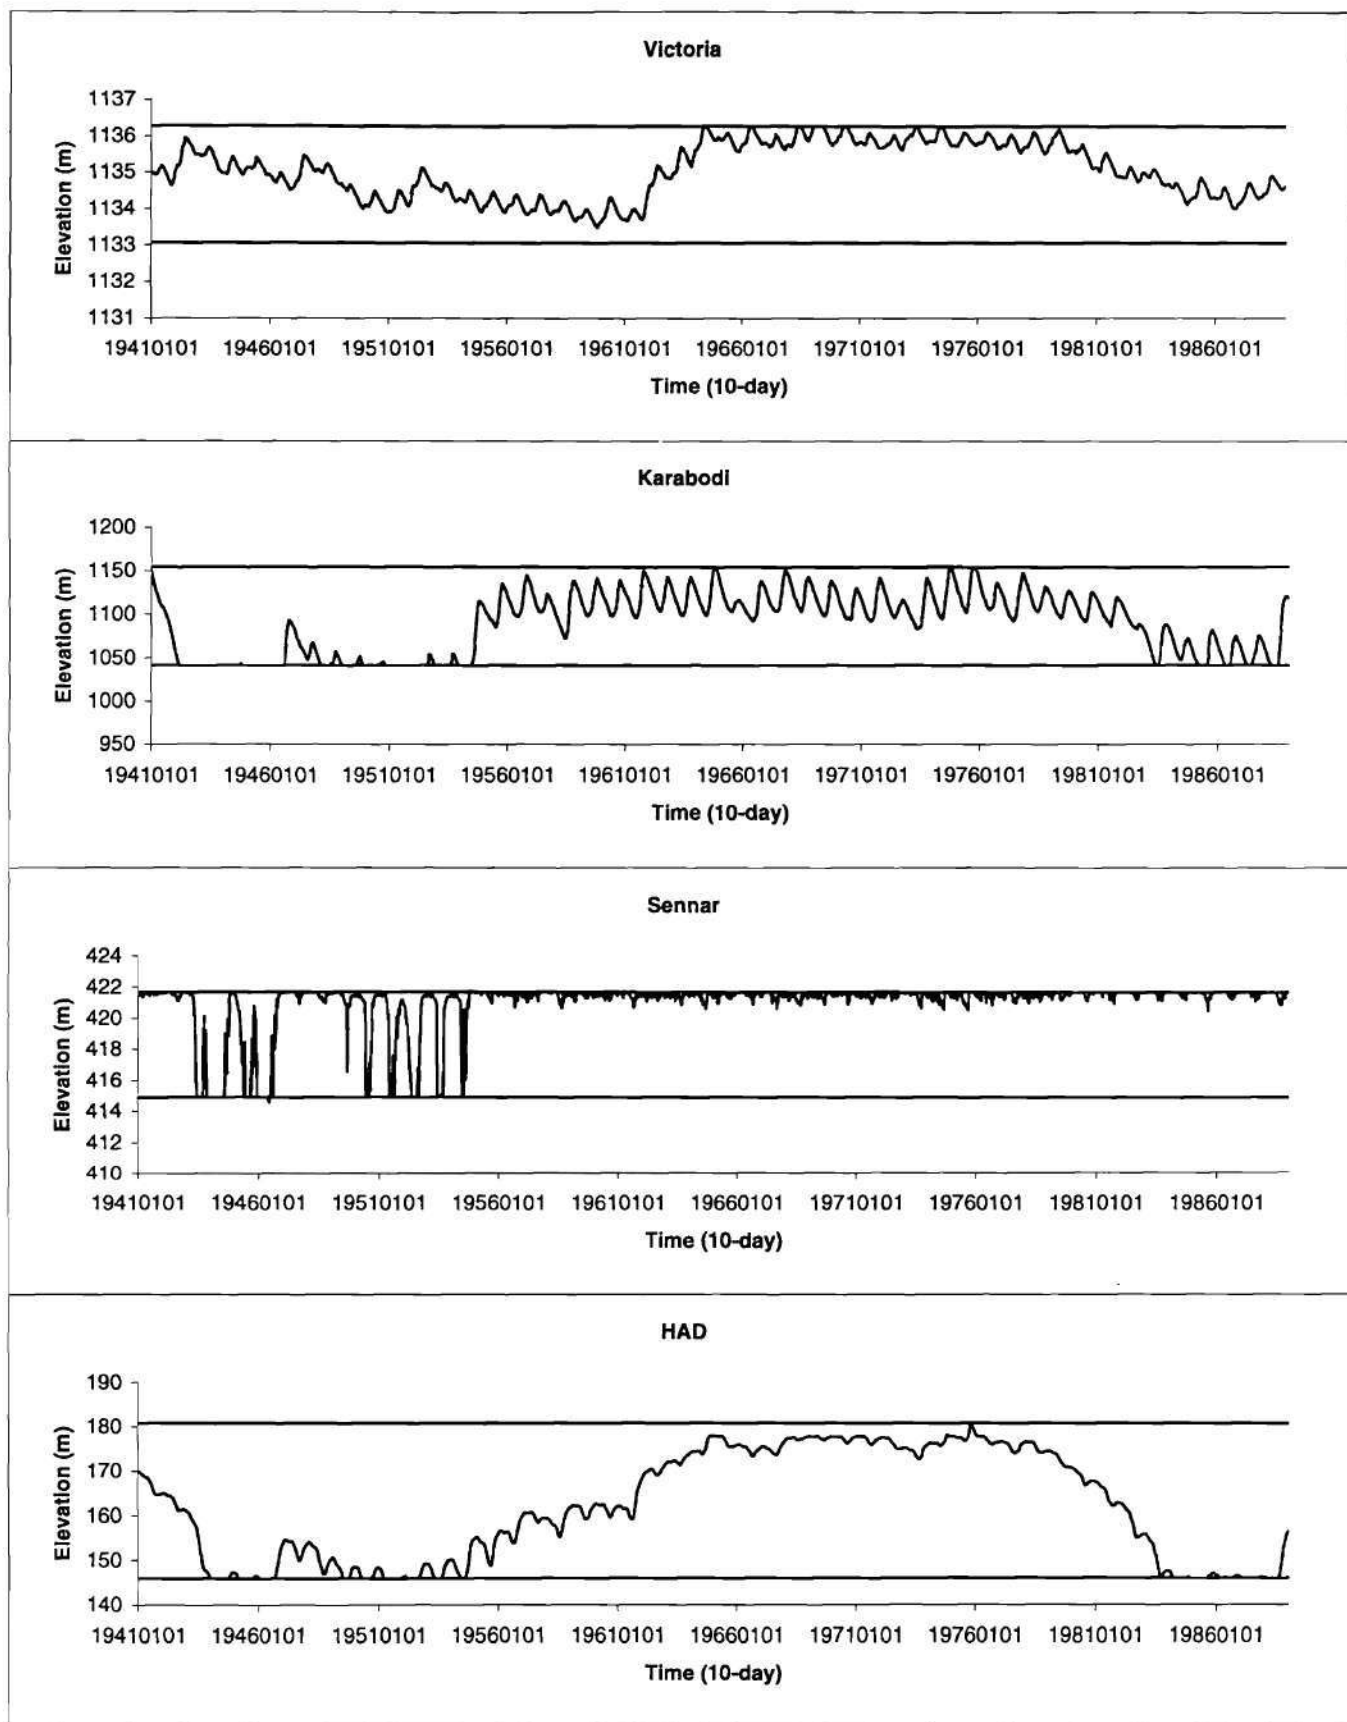 Victoria
1137
1136
1135
1134
1133
1132
1131
Elevation (m)
19410101 19460101 19510101 19560101 19610101 19660101 19710101 19760101 19810101 19860101
Time (10-day)
Karabodi
1200
1150
1100
1050
1000
950
Elevation (m)
19410101 19460101 19510101 19560101 19610101 19660101 19710101 19760101 19810101 19860101
Time (10-day)
Sennar
424
422
420
418
416
414
412
410
Elevation (m)
19410101 19460101 19510101 19560101 19610101 19660101 19710101 19760101 19810101 19860101
Time (10-day)
HAD
190
180
170
160
150
140
Elevation (m)
19410101 19460101 19510101 19560101 19610101 19660101 19710101 19760101 19810101 19860101
Time (10-day)